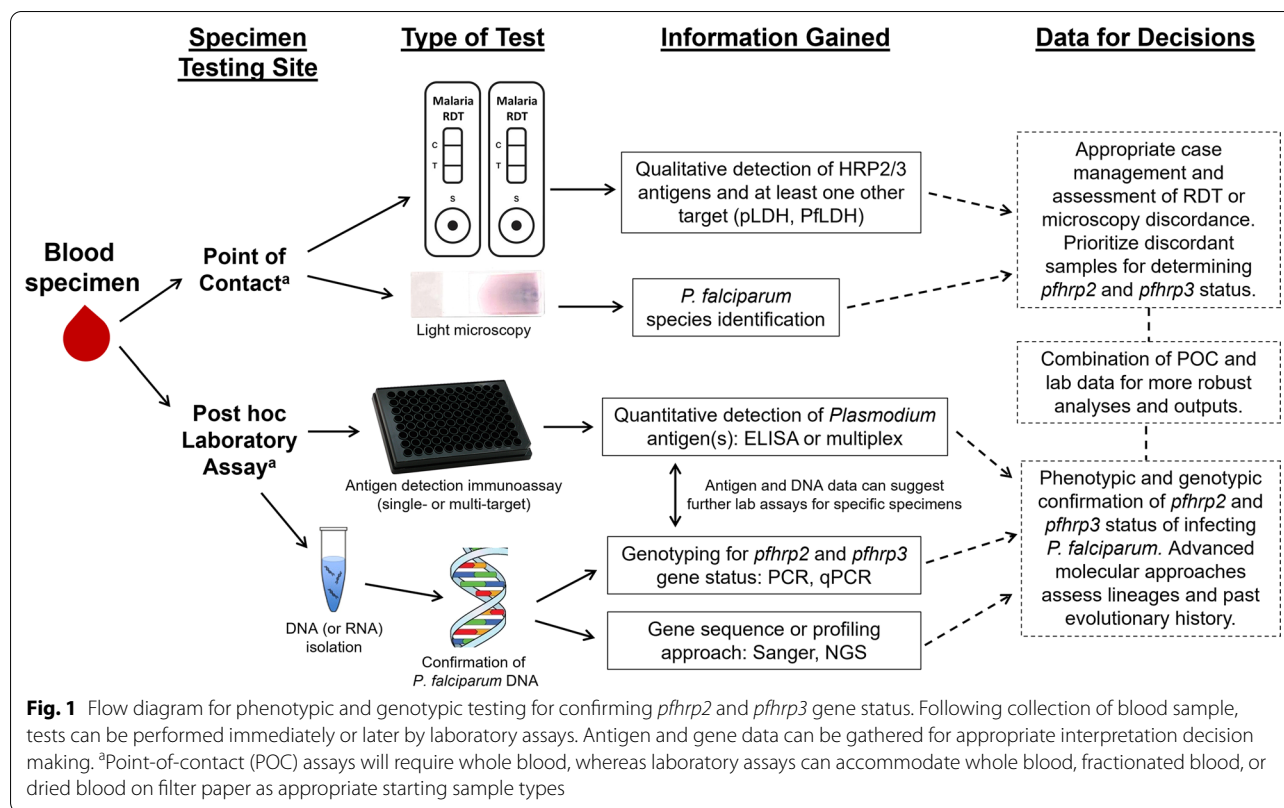 Specimen
Testing Site
Type of Test
Information Gained
Data for Decisions
Blood
specimen
Point of
Contactᵃ
Malaria
RDT
C
T
S
Malaria
RDT
C
T
S
Light microscopy
Qualitative detection of HRP2/3
antigens and at least one other
target (pLDH, PfLDH)
P. falciparum
species identification
Appropriate case
management and
assessment of RDT or
microscopy discordance.
Prioritize discordant
samples for determining
pfhrp2 and pfhrp3 status.
Combination of POC and
lab data for more robust
analyses and outputs.
Post hoc
Laboratory
Assayᵃ
Antigen detection immunoassay
(single- or multi-target)
Quantitative detection of Plasmodium
antigen(s): ELISA or multiplex
Antigen and DNA data can suggest
further lab assays for specific specimens
DNA (or RNA)
isolation
Confirmation of
P. falciparum DNA
Genotyping for pfhrp2 and pfhrp3
gene status: PCR, qPCR
Gene sequence or profiling
approach: Sanger, NGS
Phenotypic and genotypic
confirmation of pfhrp2 and
pfhrp3 status of infecting
P. falciparum. Advanced
molecular approaches
assess lineages and past
evolutionary history.
Fig. 1 Flow diagram for phenotypic and genotypic testing for confirming pfhrp2 and pfhrp3 gene status. Following collection of blood sample,
tests can be performed immediately or later by laboratory assays. Antigen and gene data can be gathered for appropriate interpretation decision
making. ᵃPoint-of-contact (POC) assays will require whole blood, whereas laboratory assays can accommodate whole blood, fractionated blood, or
dried blood on filter paper as appropriate starting sample types